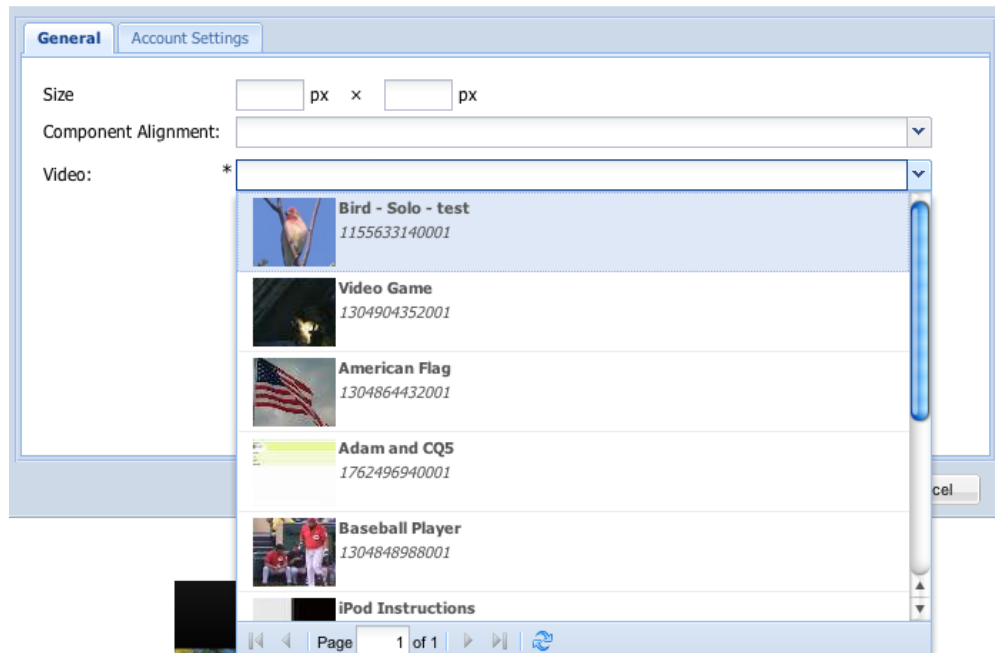 General Account Settings
Size px × px
Component Alignment:
Video: *
Bird - Solo - test
1155633140001
Video Game
1304904352001
American Flag
1304864432001
Adam and CQ5
1762496940001
Baseball Player
1304848988001
iPod Instructions
Page 1 of 1
cel